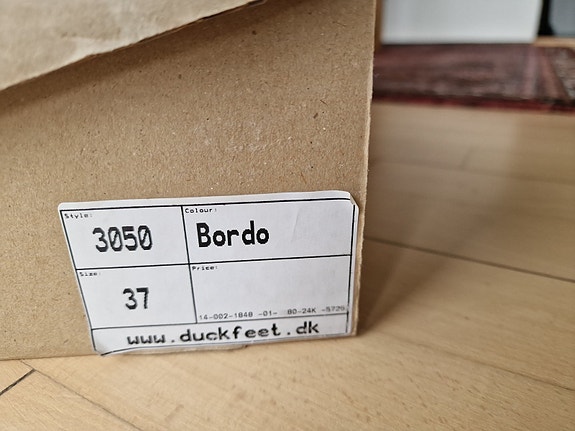 Style: Colour:
3050 Bordo
Size: Price:
37
14-002-1848 -01- 80-24K -5725
www.duckfeet.dk